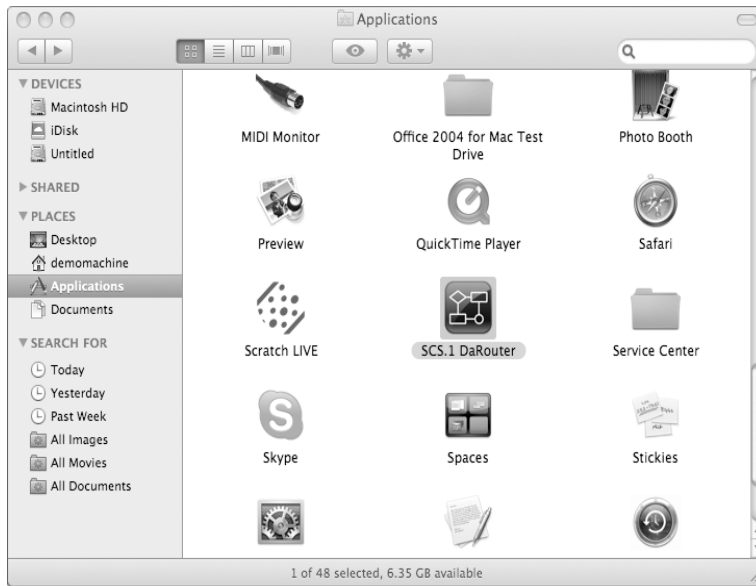 Applications
DEVICES
Macintosh HD
iDisk
Untitled
SHARED
PLACES
Desktop
demomachine
Applications
Documents
SEARCH FOR
Today
Yesterday
Past Week
All Images
All Movies
All Documents
MIDI Monitor
Office 2004 for Mac Test
Drive
Photo Booth
Preview
QuickTime Player
Safari
Scratch LIVE
SCS.1 DaRouter
Service Center
Skype
Spaces
Stickies
1 of 48 selected, 6.35 GB available